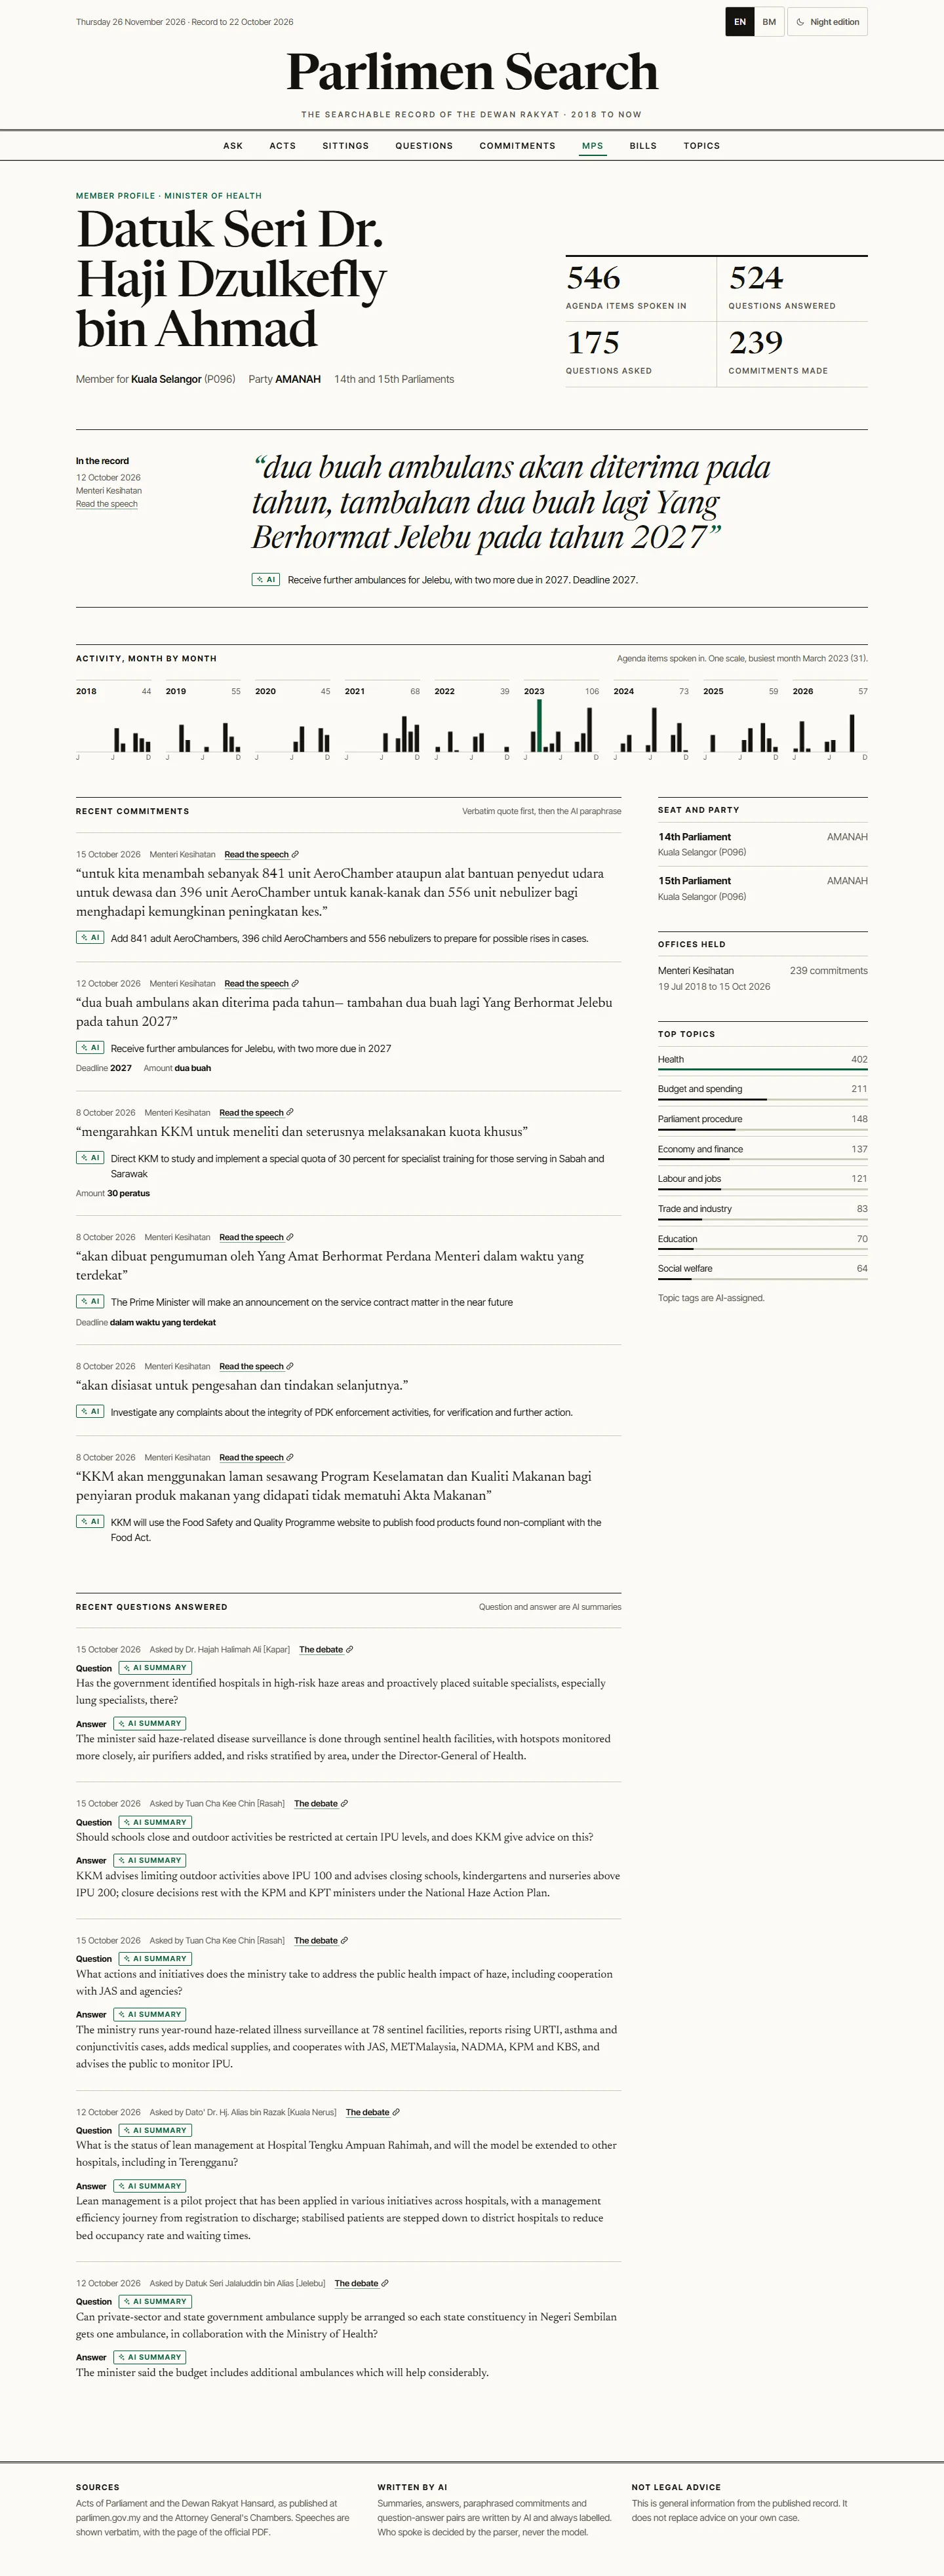 Thursday 26 November 2026 · Record to 22 October 2026
EN BM Night edition
Parlimen Search
THE SEARCHABLE RECORD OF THE DEWAN RAKYAT · 2018 TO NOW
ASK ACTS SITTINGS QUESTIONS COMMITMENTS MPS BILLS TOPICS
MEMBER PROFILE · MINISTER OF HEALTH
Datuk Seri Dr.
Haji Dzulkefly
bin Ahmad
Member for Kuala Selangor (P096) Party AMANAH 14th and 15th Parliaments
546 524
AGENDA ITEMS SPOKEN IN QUESTIONS ANSWERED
175 239
QUESTIONS ASKED COMMITMENTS MADE
In the record
12 October 2026
Menteri Kesihatan
Read the speech
“dua buah ambulans akan diterima pada
tahun, tambahan dua buah lagi Yang
Berhormat Jelebu pada tahun 2027”
AI Receive further ambulances for Jelebu, with two more due in 2027. Deadline 2027.
ACTIVITY, MONTH BY MONTH Agenda items spoken in. One scale, busiest month March 2023 (31).
2018 44 2019 55 2020 45 2021 68 2022 39 2023 106 2024 73 2025 59 2026 57
J J D J J D J J D J J D J J D J J D J J D J J D J J D
RECENT COMMITMENTS Verbatim quote first, then the AI paraphrase
15 October 2026 Menteri Kesihatan Read the speech
“untuk kita menambah sebanyak 841 unit AeroChamber ataupun alat bantuan penyedut udara
untuk dewasa dan 396 unit AeroChamber untuk kanak-kanak dan 556 unit nebulizer bagi
menghadapi kemungkinan peningkatan kes.”
AI Add 841 adult AeroChambers, 396 child AeroChambers and 556 nebulizers to prepare for possible rises in cases.
12 October 2026 Menteri Kesihatan Read the speech
“dua buah ambulans akan diterima pada tahun— tambahan dua buah lagi Yang Berhormat Jelebu
pada tahun 2027”
AI Receive further ambulances for Jelebu, with two more due in 2027
Deadline 2027 Amount dua buah
8 October 2026 Menteri Kesihatan Read the speech
“mengarahkan KKM untuk meneliti dan seterusnya melaksanakan kuota khusus”
AI Direct KKM to study and implement a special quota of 30 percent for specialist training for those serving in Sabah and
Sarawak
Amount 30 peratus
8 October 2026 Menteri Kesihatan Read the speech
“akan dibuat pengumuman oleh Yang Amat Berhormat Perdana Menteri dalam waktu yang
terdekat”
AI The Prime Minister will make an announcement on the service contract matter in the near future
Deadline dalam waktu yang terdekat
8 October 2026 Menteri Kesihatan Read the speech
“akan disiasat untuk pengesahan dan tindakan selanjutnya.”
AI Investigate any complaints about the integrity of PDK enforcement activities, for verification and further action.
8 October 2026 Menteri Kesihatan Read the speech
“KKM akan menggunakan laman sesawang Program Keselamatan dan Kualiti Makanan bagi
penyiaran produk makanan yang didapati tidak mematuhi Akta Makanan”
AI KKM will use the Food Safety and Quality Programme website to publish food products found non-compliant with the
Food Act.
SEAT AND PARTY
14th Parliament AMANAH
Kuala Selangor (P096)
15th Parliament AMANAH
Kuala Selangor (P096)
OFFICES HELD
Menteri Kesihatan 239 commitments
19 Jul 2018 to 15 Oct 2026
TOP TOPICS
Health 402
Budget and spending 211
Parliament procedure 148
Economy and finance 137
Labour and jobs 121
Trade and industry 83
Education 70
Social welfare 64
Topic tags are AI-assigned.
RECENT QUESTIONS ANSWERED Question and answer are AI summaries
15 October 2026 Asked by Dr. Hajah Halimah Ali [Kapar] The debate
Question AI SUMMARY
Has the government identified hospitals in high-risk haze areas and proactively placed suitable specialists, especially
lung specialists, there?
Answer AI SUMMARY
The minister said haze-related disease surveillance is done through sentinel health facilities, with hotspots monitored
more closely, air purifiers added, and risks stratified by area, under the Director-General of Health.
15 October 2026 Asked by Tuan Cha Kee Chin [Rasah] The debate
Question AI SUMMARY
Should schools close and outdoor activities be restricted at certain IPU levels, and does KKM give advice on this?
Answer AI SUMMARY
KKM advises limiting outdoor activities above IPU 100 and advises closing schools, kindergartens and nurseries above
IPU 200; closure decisions rest with the KPM and KPT ministers under the National Haze Action Plan.
15 October 2026 Asked by Tuan Cha Kee Chin [Rasah] The debate
Question AI SUMMARY
What actions and initiatives does the ministry take to address the public health impact of haze, including cooperation
with JAS and agencies?
Answer AI SUMMARY
The ministry runs year-round haze-related illness surveillance at 78 sentinel facilities, reports rising URTI, asthma and
conjunctivitis cases, adds medical supplies, and cooperates with JAS, METMalaysia, NADMA, KPM and KBS, and
advises the public to monitor IPU.
12 October 2026 Asked by Dato' Dr. Hj. Alias bin Razak [Kuala Nerus] The debate
Question AI SUMMARY
What is the status of lean management at Hospital Tengku Ampuan Rahimah, and will the model be extended to other
hospitals, including in Terengganu?
Answer AI SUMMARY
Lean management is a pilot project that has been applied in various initiatives across hospitals, with a management
efficiency journey from registration to discharge; stabilised patients are stepped down to district hospitals to reduce
bed occupancy rate and waiting times.
12 October 2026 Asked by Datuk Seri Jalaluddin bin Alias [Jelebu] The debate
Question AI SUMMARY
Can private-sector and state government ambulance supply be arranged so each state constituency in Negeri Sembilan
gets one ambulance, in collaboration with the Ministry of Health?
Answer AI SUMMARY
The minister said the budget includes additional ambulances which will help considerably.
SOURCES
Acts of Parliament and the Dewan Rakyat Hansard, as published at
parlimen.gov.my and the Attorney General's Chambers. Speeches are
shown verbatim, with the page of the official PDF.
WRITTEN BY AI
Summaries, answers, paraphrased commitments and
question-answer pairs are written by AI and always labelled.
Who spoke is decided by the parser, never the model.
NOT LEGAL ADVICE
This is general information from the published record. It
does not replace advice on your own case.